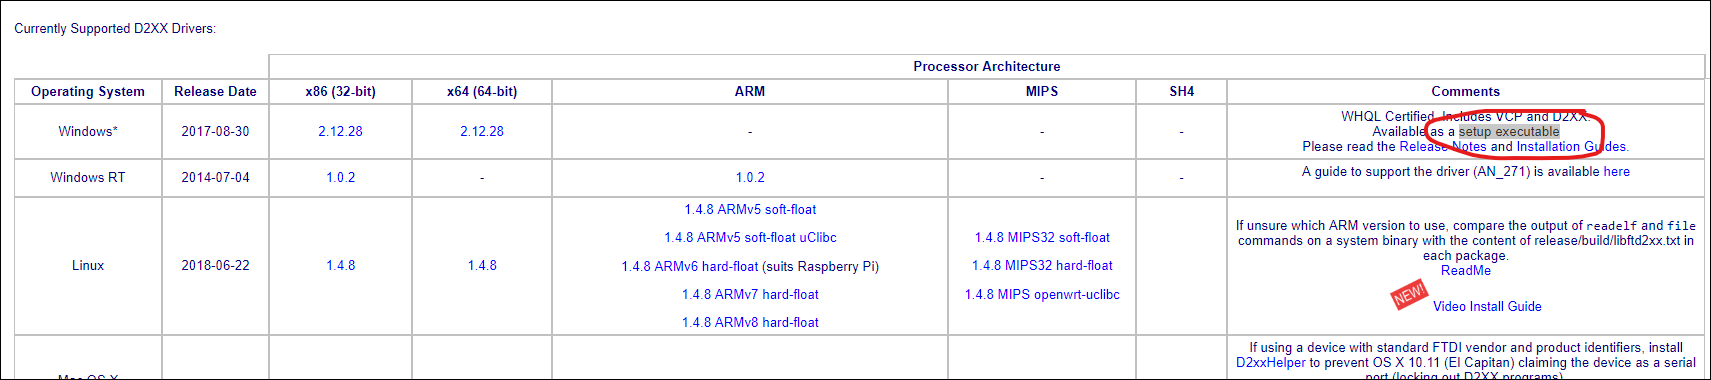 Currently Supported D2XX Drivers:
Processor Architecture
Operating System Release Date x86 (32-bit) x64 (64-bit) ARM MIPS SH4 Comments
WHQL Certified. Includes VCP and D2XX.
Windows* 2017-08-30 2.12.28 2.12.28 - - - Available as a setup executable
Please read the Release Notes and Installation Guides.
Windows RT 2014-07-04 1.0.2 - 1.0.2 - - A guide to support the driver (AN_271) is available here
1.4.8 ARMv5 soft-float
1.4.8 ARMv5 soft-float uClibc
1.4.8 ARMv6 hard-float (suits Raspberry Pi)
1.4.8 ARMv7 hard-float
1.4.8 ARMv8 hard-float
Linux 2018-06-22 1.4.8 1.4.8
1.4.8 MIPS32 soft-float
1.4.8 MIPS32 hard-float
1.4.8 MIPS openwrt-uclibc
If unsure which ARM version to use, compare the output of readelf and file
commands on a system binary with the content of release/build/libftd2xx.txt in
each package.
ReadMe
NEW!
Video Install Guide
Mac OS X
If using a device with standard FTDI vendor and product identifiers, install
D2xxHelper to prevent OS X 10.11 (El Capitan) claiming the device as a serial
port (locking out D2XX programs).